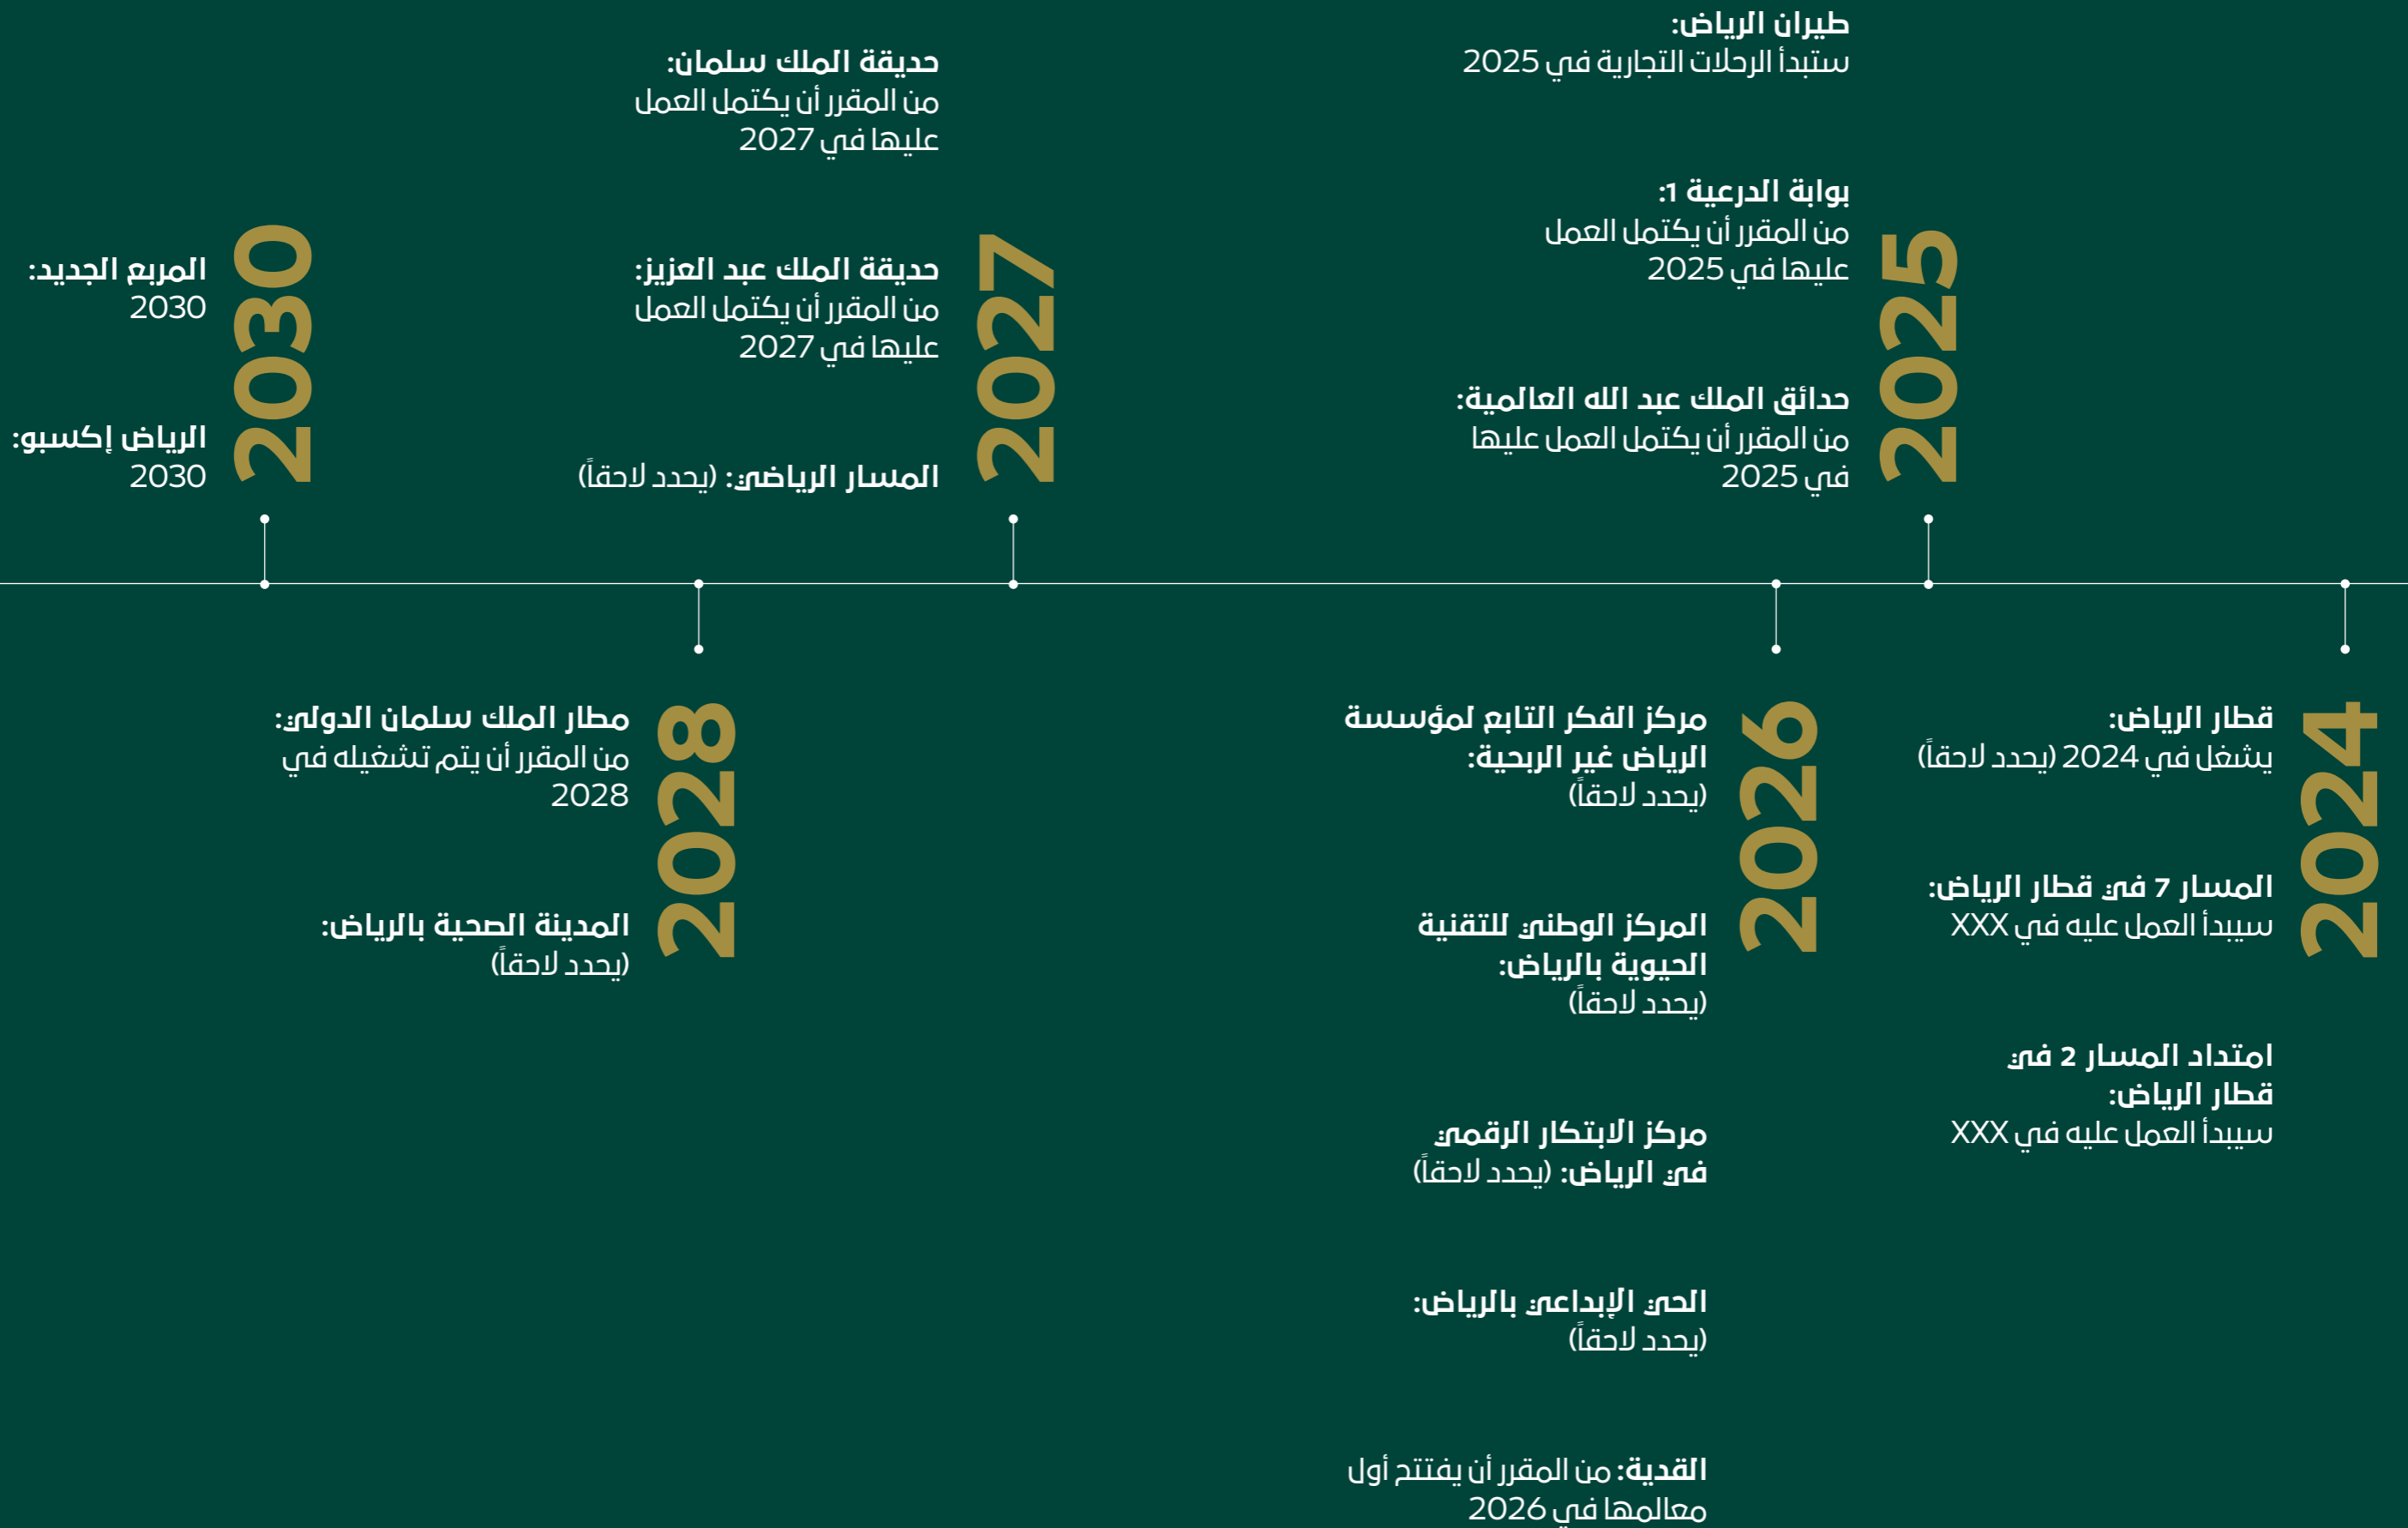 2024
قطار الرياض:
يشغل في 2024 (يحدد لاحقاً)
المسار 7 في قطار الرياض:
سيبدأ العمل عليه في XXX
امتداد المسار 2 في
قطار الرياض:
سيبدأ العمل عليه في XXX
2025
طيران الرياض:
ستبدأ الرحلات التجارية في 2025
بوابة الدرعية 1:
من المقرر أن يكتمل العمل
عليها في 2025
حدائق الملك عبد الله العالمية:
من المقرر أن يكتمل العمل عليها
في 2025
2026
مركز الفكر التابع لمؤسسة
الرياض غير الربحية:
(يحدد لاحقاً)
المركز الوطني للتقنية
الحيوية بالرياض:
(يحدد لاحقاً)
مركز الابتكار الرقمي
في الرياض: (يحدد لاحقاً)
الحي الإبداعي بالرياض:
(يحدد لاحقاً)
القدية: من المقرر أن يفتتح أول
معالمها في 2026
2027
حديقة الملك سلمان:
من المقرر أن يكتمل العمل
عليها في 2027
حديقة الملك عبد العزيز:
من المقرر أن يكتمل العمل
عليها في 2027
المسار الرياضي: (يحدد لاحقاً)
2028
مطار الملك سلمان الدولي:
من المقرر أن يتم تشغيله في
2028
المدينة الصحية بالرياض:
(يحدد لاحقاً)
2030
المربع الجديد:
2030
الرياض إكسبو:
2030